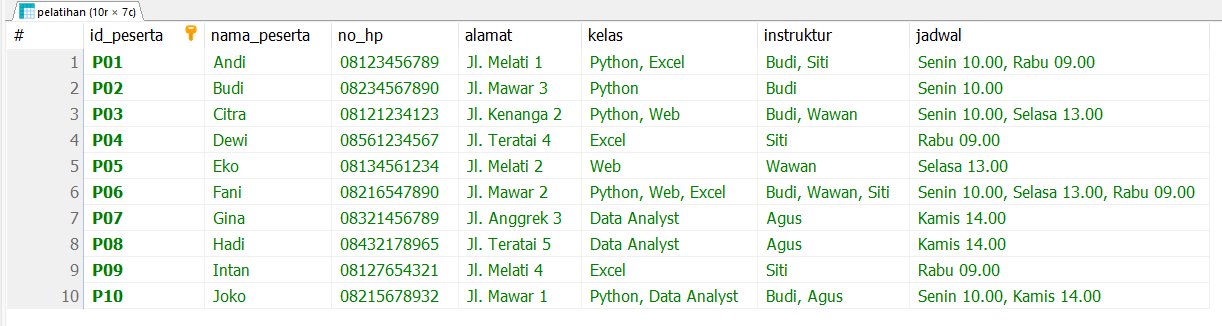 pelatihan (10r × 7c)
# id_peserta nama_peserta no_hp alamat kelas instruktur jadwal
1 P01 Andi 08123456789 Jl. Melati 1 Python, Excel Budi, Siti Senin 10.00, Rabu 09.00
2 P02 Budi 08234567890 Jl. Mawar 3 Python Budi Senin 10.00
3 P03 Citra 08121234123 Jl. Kenanga 2 Python, Web Budi, Wawan Senin 10.00, Selasa 13.00
4 P04 Dewi 08561234567 Jl. Teratai 4 Excel Siti Rabu 09.00
5 P05 Eko 08134561234 Jl. Melati 2 Web Wawan Selasa 13.00
6 P06 Fani 08216547890 Jl. Mawar 2 Python, Web, Excel Budi, Wawan, Siti Senin 10.00, Selasa 13.00, Rabu 09.00
7 P07 Gina 08321456789 Jl. Anggrek 3 Data Analyst Agus Kamis 14.00
8 P08 Hadi 08432178965 Jl. Teratai 5 Data Analyst Agus Kamis 14.00
9 P09 Intan 08127654321 Jl. Melati 4 Excel Siti Rabu 09.00
10 P10 Joko 08215678932 Jl. Mawar 1 Python, Data Analyst Budi, Agus Senin 10.00, Kamis 14.00